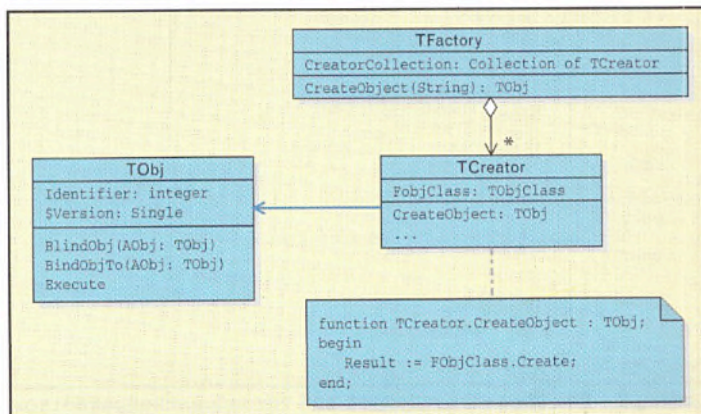 TFactory
CreatorCollection: Collection of TCreator
CreateObject(String): TObj
*
TObj
Identifier: integer
$Version: Single
BlindObj(AObj: TObj)
BindObjTo(AObj: TObj)
Execute
TCreator
FobjClass: TObjClass
CreateObject: TObj
...
function TCreator.CreateObject : TObj;
begin
Result := FObjClass.Create;
end;